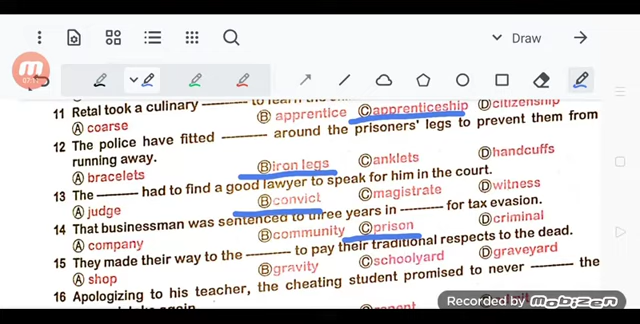 Draw
07:12
11 Retal took a culinary ——— to learn the
A coarse B apprentice C apprenticeship D citizenship
12 The police have fitted ——— around the prisoners' legs to prevent them from
running away.
A bracelets B iron legs C anklets D handcuffs
13 The ——— had to find a good lawyer to speak for him in the court.
A judge B convict C magistrate D witness
14 That businessman was sentenced to three years in ——— for tax evasion.
A company B community C prison D criminal
15 They made their way to the ——— to pay their traditional respects to the dead.
A shop B gravity C schoolyard D graveyard
16 Apologizing to his teacher, the cheating student promised to never ——— the
Recorded by Mobizen